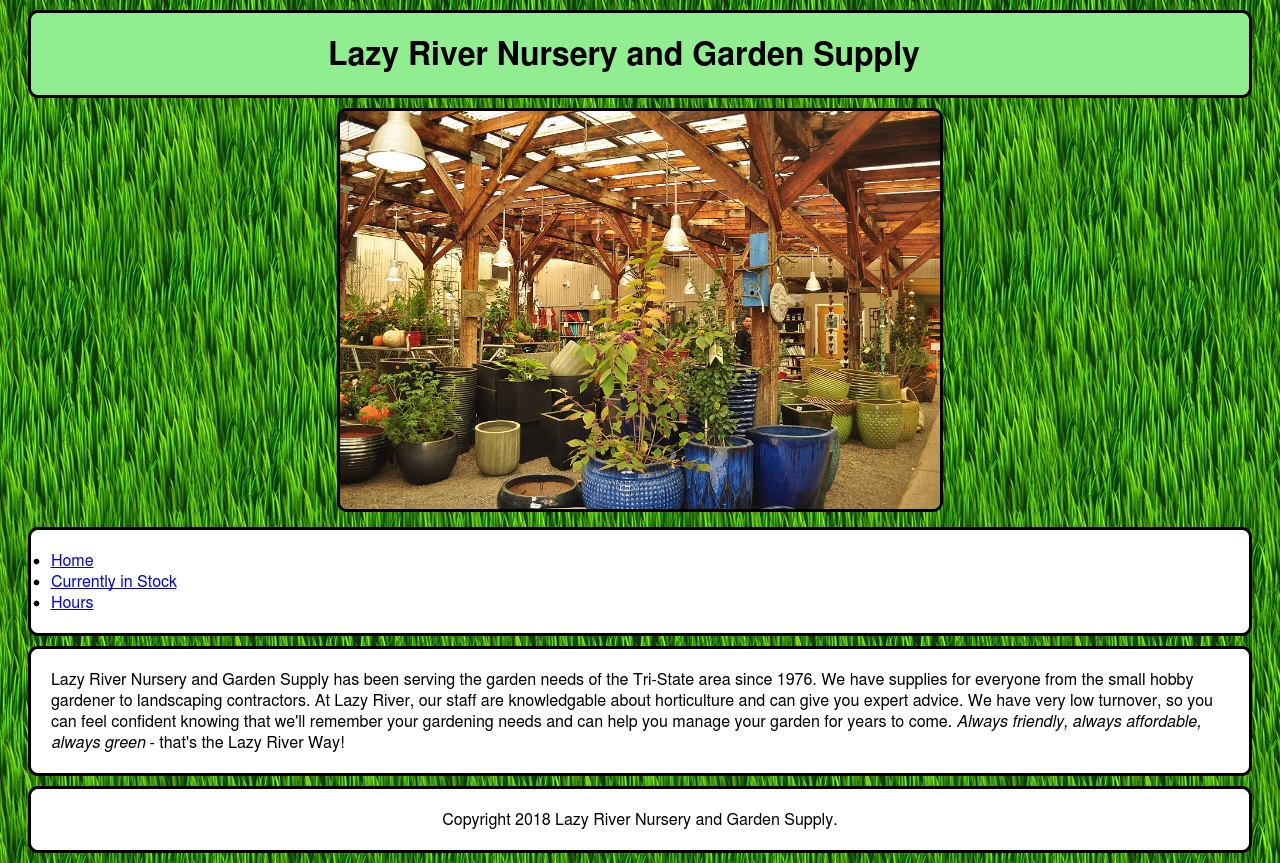 Lazy River Nursery and Garden Supply
Home
Currently in Stock
Hours
Lazy River Nursery and Garden Supply has been serving the garden needs of the Tri-State area since 1976. We have supplies for everyone from the small hobby
gardener to landscaping contractors. At Lazy River, our staff are knowledgable about horticulture and can give you expert advice. We have very low turnover, so you
can feel confident knowing that we'll remember your gardening needs and can help you manage your garden for years to come. Always friendly, always affordable,
always green - that's the Lazy River Way!
Copyright 2018 Lazy River Nursery and Garden Supply.